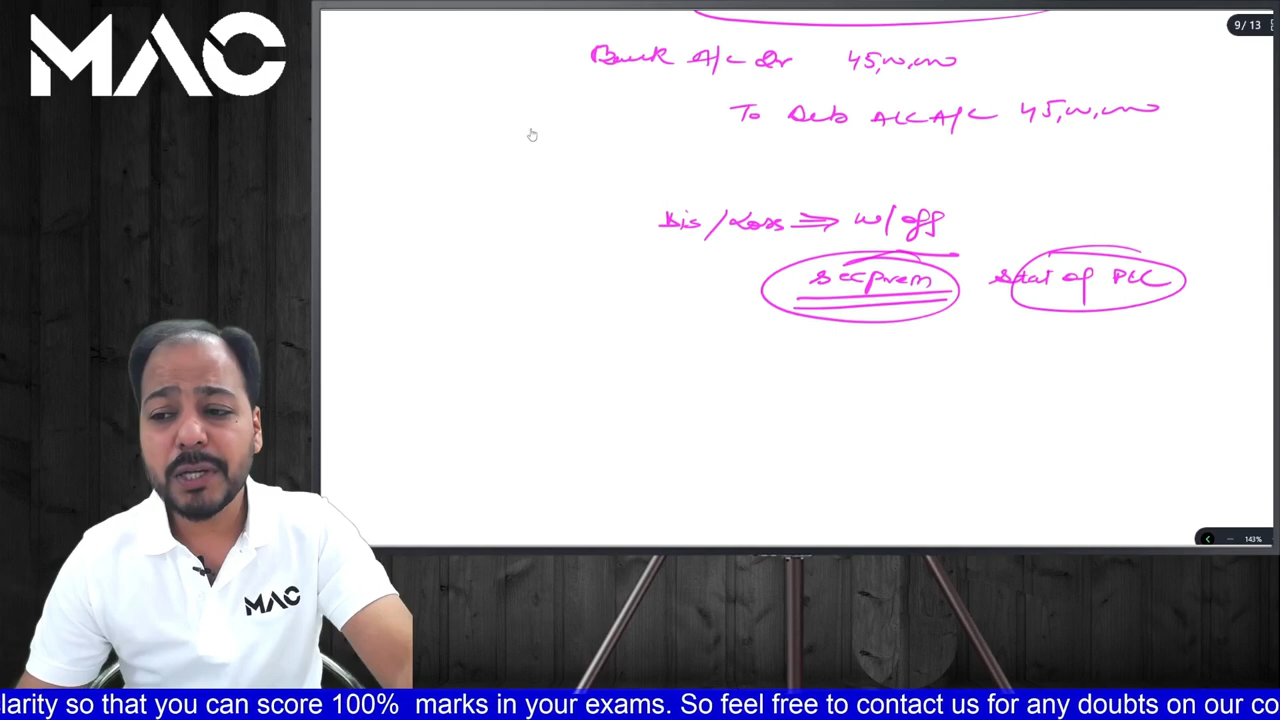 MAC
9/13
Bank A/c Dr 45,00,000
To Deb A/C A/C 45,00,000
Dis/Loss ⇒ w/off
Sec prem Stat of P&L
143%
MAC
larity so that you can score 100% marks in your exams. So feel free to contact us for any doubts on our co